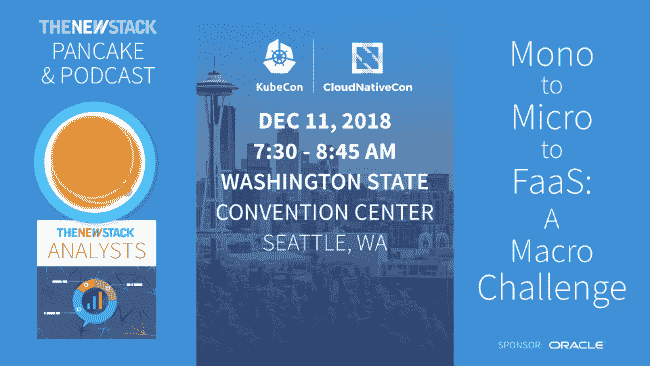 THENEWSTACK
PANCAKE
& PODCAST
THENEWSTACK
ANALYSTS
KubeCon
CloudNativeCon
DEC 11, 2018
7:30 - 8:45 AM
WASHINGTON STATE
CONVENTION CENTER
SEATTLE, WA
Mono
to
Micro
to
FaaS:
A
Macro
Challenge
SPONSOR: ORACLE